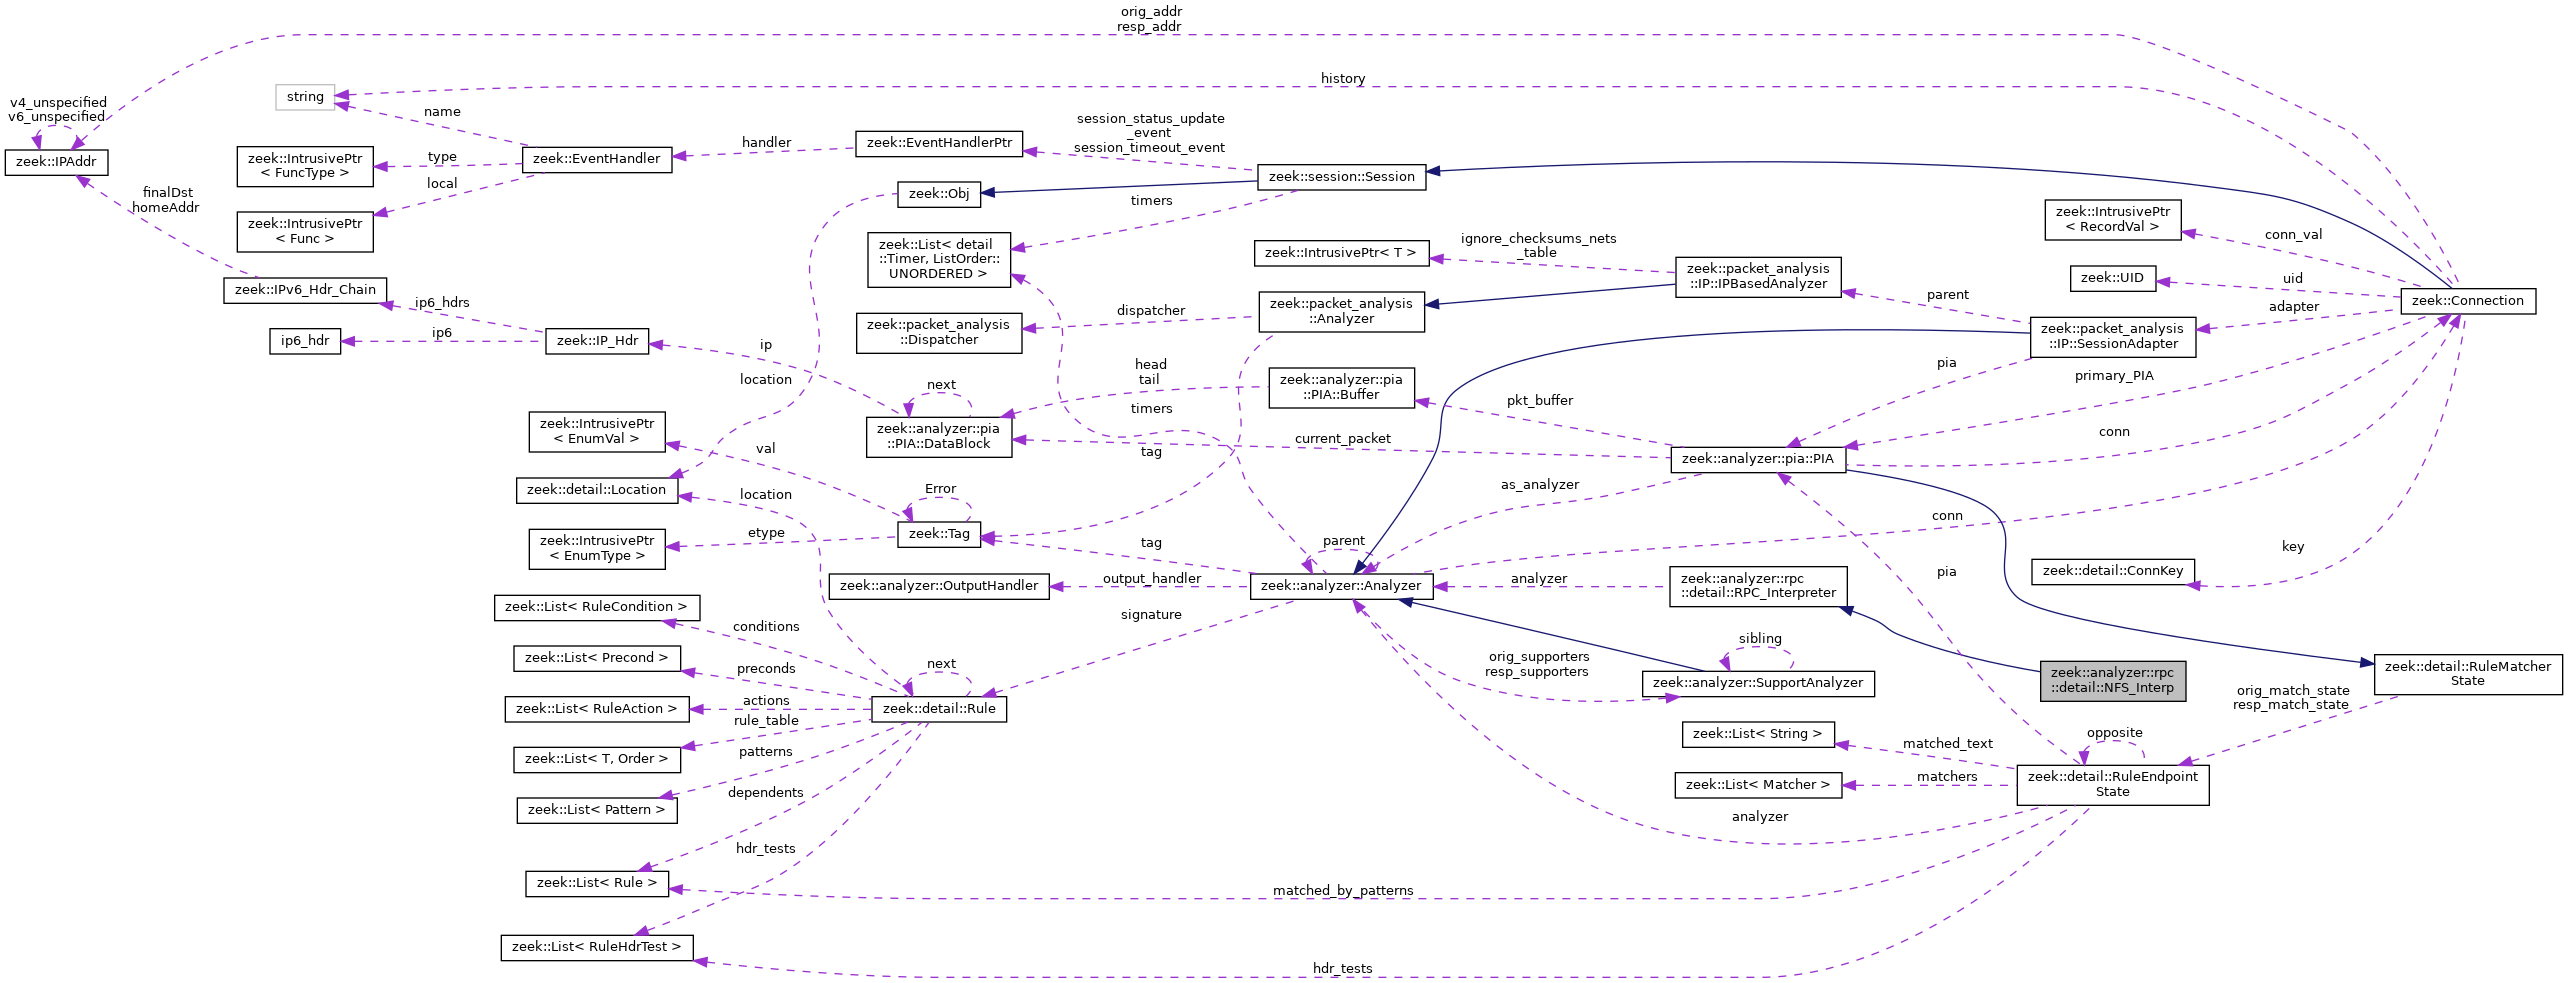 orig_addr
resp_addr
history
string
v4_unspecified
v6_unspecified
name
session_status_update
_event
session_timeout_event
zeek::EventHandlerPtr
handler
zeek::IPAddr
zeek::IntrusivePtr
< FuncType >
type
zeek::EventHandler
zeek::session::Session
local
finalDst
homeAddr
zeek::Obj
timers
zeek::IntrusivePtr
< Func >
zeek::IntrusivePtr
< RecordVal >
conn_val
zeek::List< detail
::Timer, ListOrder::
UNORDERED >
zeek::IntrusivePtr< T >
ignore_checksums_nets
_table
zeek::packet_analysis
::IP::IPBasedAnalyzer
zeek::UID
uid
zeek::IPv6_Hdr_Chain
ip6_hdrs
parent
zeek::Connection
zeek::packet_analysis
::Analyzer
dispatcher
adapter
zeek::packet_analysis
::Dispatcher
zeek::packet_analysis
::IP::SessionAdapter
ip6_hdr
ip6
zeek::IP_Hdr
ip
location
next
head
tail
zeek::analyzer::pia
::PIA::Buffer
pia
primary_PIA
pkt_buffer
timers
zeek::IntrusivePtr
< EnumVal >
val
zeek::analyzer::pia
::PIA::DataBlock
current_packet
conn
tag
zeek::analyzer::pia::PIA
zeek::detail::Location
location
Error
as_analyzer
conn
zeek::IntrusivePtr
< EnumType >
etype
zeek::Tag
tag
parent
key
pia
zeek::analyzer::OutputHandler
output_handler
zeek::analyzer::Analyzer
analyzer
zeek::analyzer::rpc
::detail::RPC_Interpreter
zeek::detail::ConnKey
zeek::List< RuleCondition >
conditions
signature
sibling
zeek::List< Precond >
preconds
next
orig_supporters
resp_supporters
zeek::analyzer::SupportAnalyzer
zeek::analyzer::rpc
::detail::NFS_Interp
zeek::detail::RuleMatcher
State
zeek::List< RuleAction >
actions
zeek::detail::Rule
orig_match_state
resp_match_state
rule_table
zeek::List< String >
matched_text
opposite
zeek::List< T, Order >
patterns
zeek::List< Matcher >
matchers
zeek::detail::RuleEndpoint
State
zeek::List< Pattern >
dependents
analyzer
hdr_tests
zeek::List< Rule >
matched_by_patterns
zeek::List< RuleHdrTest >
hdr_tests